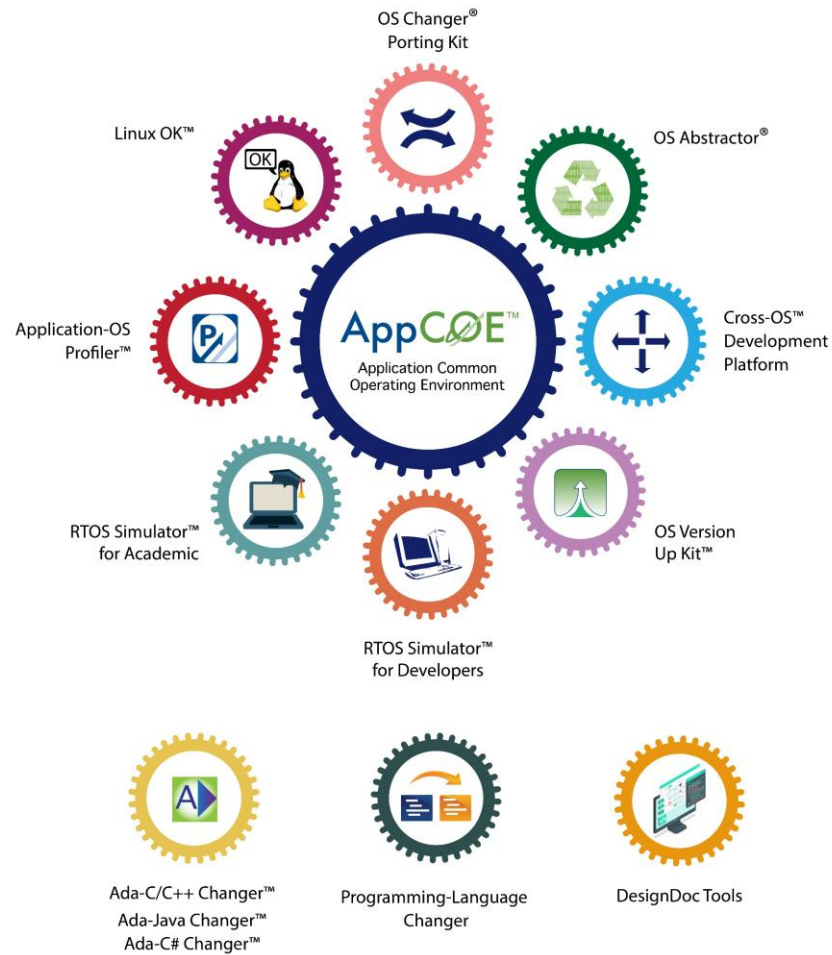 OS Changer®
Porting Kit
Linux OK™
OK
OS Abstractor®
Application-OS
Profiler™
P
AppCOE™
Application Common
Operating Environment
Cross-OS™
Development
Platform
RTOS Simulator™
for Academic
OS Version
Up Kit™
RTOS Simulator™
for Developers
A
Ada-C/C++ Changer™
Ada-Java Changer™
Ada-C# Changer™
Programming-Language
Changer
DesignDoc Tools